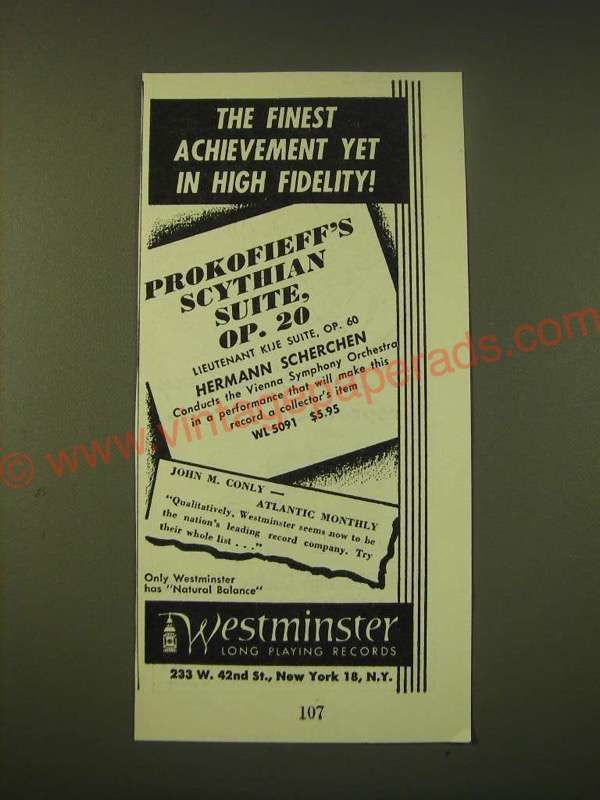 THE FINEST
ACHIEVEMENT YET
IN HIGH FIDELITY!
PROKOFIEFF'S
SCYTHIAN
SUITE,
OP. 20
LIEUTENANT KIJE SUITE, OP. 60
HERMANN SCHERCHEN
Conducts the Vienna Symphony Orchestra
in a performance that will make this
record a collector's item
WL 5091 $5.95
JOHN M. CONLY —
ATLANTIC MONTHLY
"Qualitatively, Westminster seems now to be
the nation's leading record company. Try
their whole list . . ."
Only Westminster
has "Natural Balance"
Westminster
LONG PLAYING RECORDS
233 W. 42nd St., New York 18, N.Y.
107
© www.vintagepaperads.com